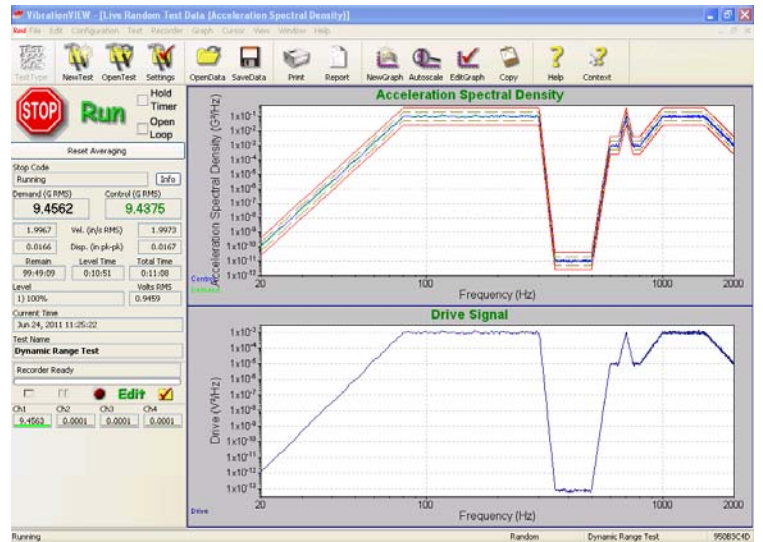 VibrationVIEW - [Live Random Test Data (Acceleration Spectral Density)]
File Edit Configuration Test Recorder Graph Cursor View Window Help
Test Type NewTest OpenTest Settings OpenData SaveData Print Report NewGraph Autoscale EditGraph Copy Help Context
STOP Run
Hold Timer
Open Loop
Reset Averaging
Stop Code
Running Info
Demand (G RMS) Control (G RMS)
9.4562 9.4375
1.9967 Vel. (in/s RMS) 1.9973
0.0166 Disp. (in pk-pk) 0.0167
Remain Level Time Total Time
99:49:09 0:10:51 0:11:08
Level Volts RMS
1) 100% 0.9459
Current Time
Jun 24, 2011 11:25:22
Test Name
Dynamic Range Test
Recorder Ready
Edit
Ch1 Ch2 Ch3 Ch4
9.4563 0.0001 0.0001 0.0001
Acceleration Spectral Density
Acceleration Spectral Density (G²/Hz)
1x10-1
1x10-2
1x10-3
1x10-4
1x10-5
1x10-6
1x10-7
1x10-8
1x10-9
1x10-10
1x10-11
1x10-12
Control
Demand
20 100 1000 2000
Frequency (Hz)
Drive Signal
Drive (V²/Hz)
1x10-3
1x10-4
1x10-5
1x10-6
1x10-7
1x10-8
1x10-9
1x10-10
1x10-11
1x10-12
1x10-13
Drive
20 100 1000 2000
Frequency (Hz)
Running Random Dynamic Range Test 950B3C4D